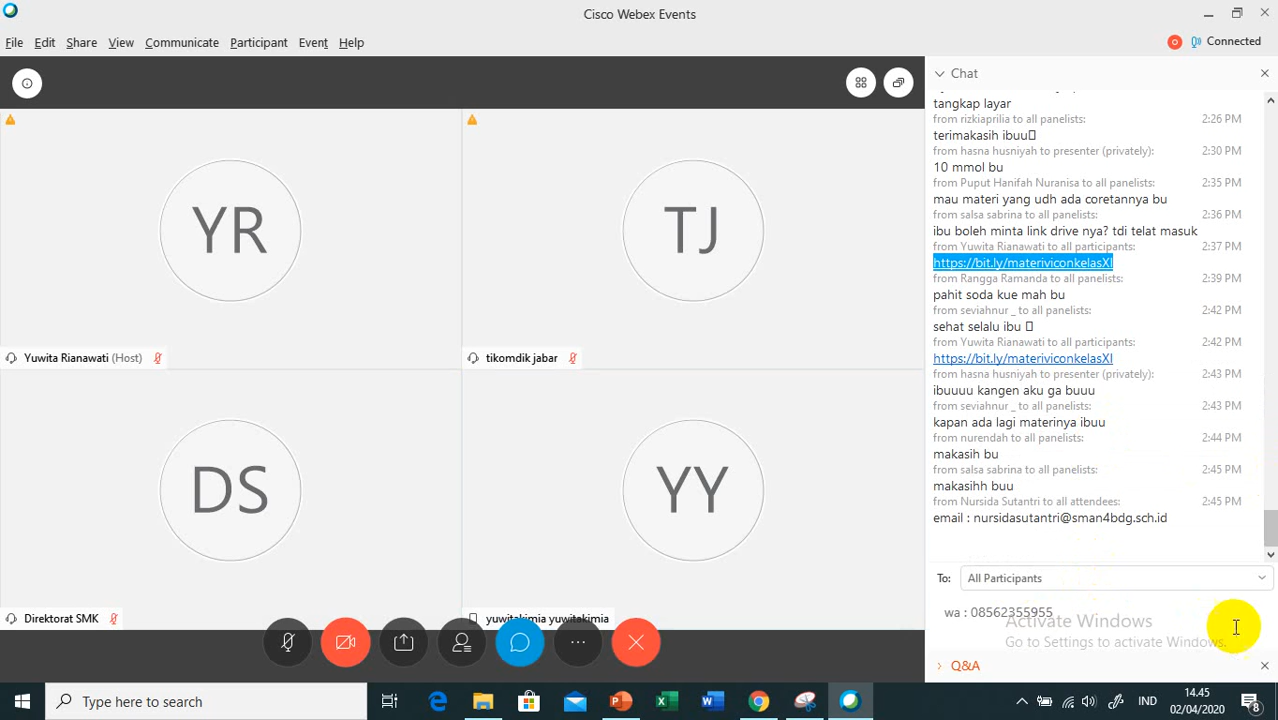 Cisco Webex Events
File Edit Share View Communicate Participant Event Help
Connected
YR
Yuwita Rianawati (Host)
TJ
tikomdik jabar
DS
Direktorat SMK
YY
yuwitakimia yuwitakimia
Chat
tangkap layar
from rizkiaprilia to all panelists: 2:26 PM
terimakasih ibuu
from hasna husniyah to presenter (privately): 2:30 PM
10 mmol bu
from Puput Hanifah Nuranisa to all panelists: 2:35 PM
mau materi yang udh ada coretannya bu
from salsa sabrina to all panelists: 2:36 PM
ibu boleh minta link drive nya? tdi telat masuk
from Yuwita Rianawati to all participants: 2:37 PM
https://bit.ly/materiviconkelasXI
from Rangga Ramanda to all panelists: 2:39 PM
pahit soda kue mah bu
from seviahnur _ to all panelists: 2:42 PM
sehat selalu ibu
from Yuwita Rianawati to all participants: 2:42 PM
https://bit.ly/materiviconkelasXI
from hasna husniyah to presenter (privately): 2:43 PM
ibuuuu kangen aku ga buuu
from seviahnur _ to all panelists: 2:43 PM
kapan ada lagi materinya ibuu
from nurendah to all panelists: 2:44 PM
makasih bu
from salsa sabrina to all panelists: 2:45 PM
makasihh buu
from Nursida Sutantri to all attendees: 2:45 PM
email : nursidasutantri@sman4bdg.sch.id
To: All Participants
wa : 08562355955
Activate Windows
Go to Settings to activate Windows.
Q&A
Type here to search
IND
14.45
02/04/2020
8